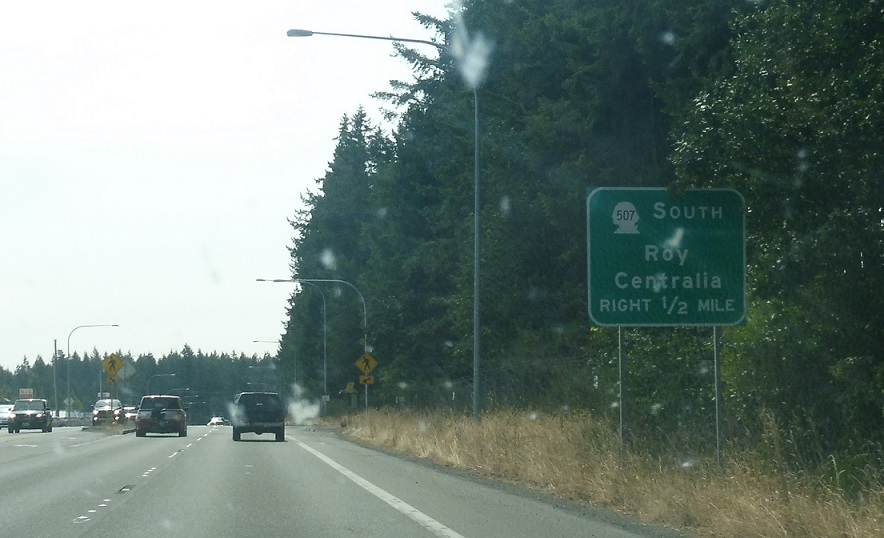 507 SOUTH
ROY
CENTRALIA
RIGHT 1/2 MILE